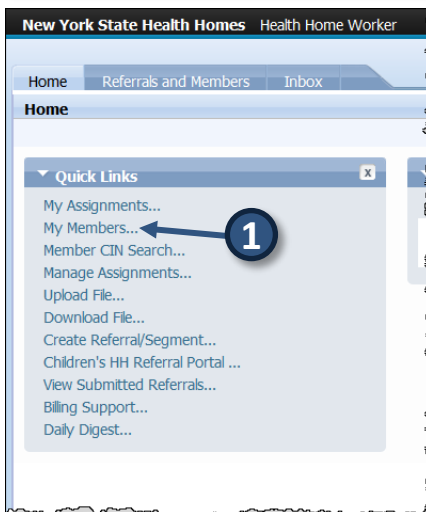 New York State Health Homes Health Home Worker
Home Referrals and Members Inbox
Home
Quick Links x
My Assignments...
My Members...
1
Member CIN Search...
Manage Assignments...
Upload File...
Download File...
Create Referral/Segment...
Children's HH Referral Portal ...
View Submitted Referrals...
Billing Support...
Daily Digest...